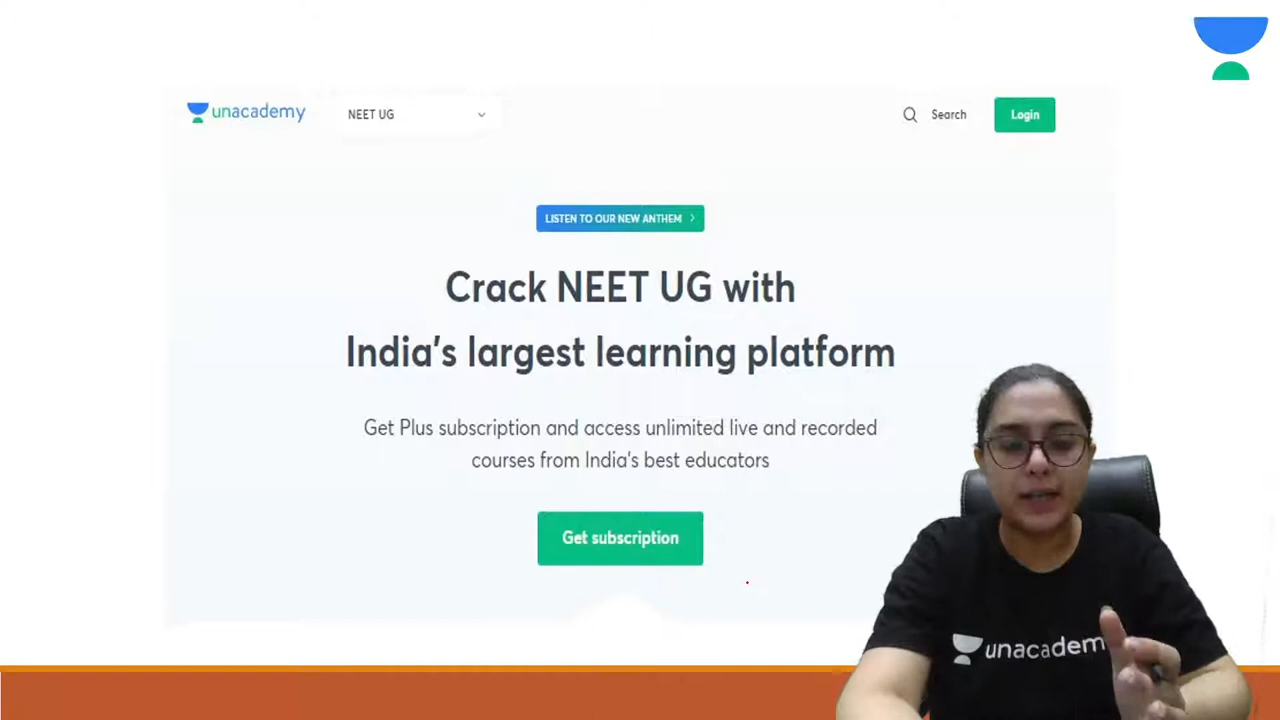 unacademy
NEET UG
Search
Login
LISTEN TO OUR NEW ANTHEM
Crack NEET UG with
India's largest learning platform
Get Plus subscription and access unlimited live and recorded
courses from India's best educators
Get subscription
unacadem